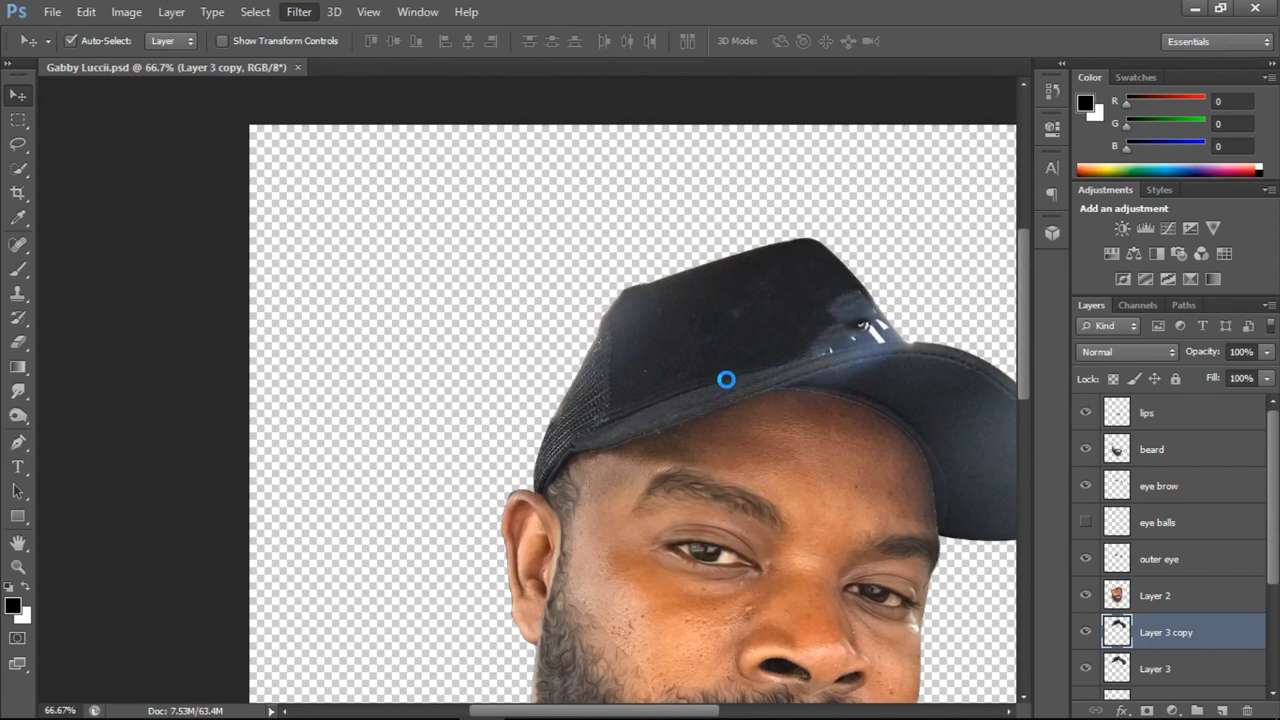 Ps File Edit Image Layer Type Select Filter 3D View Window Help
Auto-Select: Layer Show Transform Controls 3D Mode: Essentials
Gabby Luccii.psd @ 66.7% (Layer 3 copy, RGB/8*) ×
Color Swatches
R 0
G 0
B 0
Adjustments Styles
Add an adjustment
Layers Channels Paths
Kind
Normal Opacity: 100%
Lock: Fill: 100%
lips
beard
eye brow
eye balls
outer eye
Layer 2
Layer 3 copy
Layer 3
66.67% Doc: 7.53M/63.4M